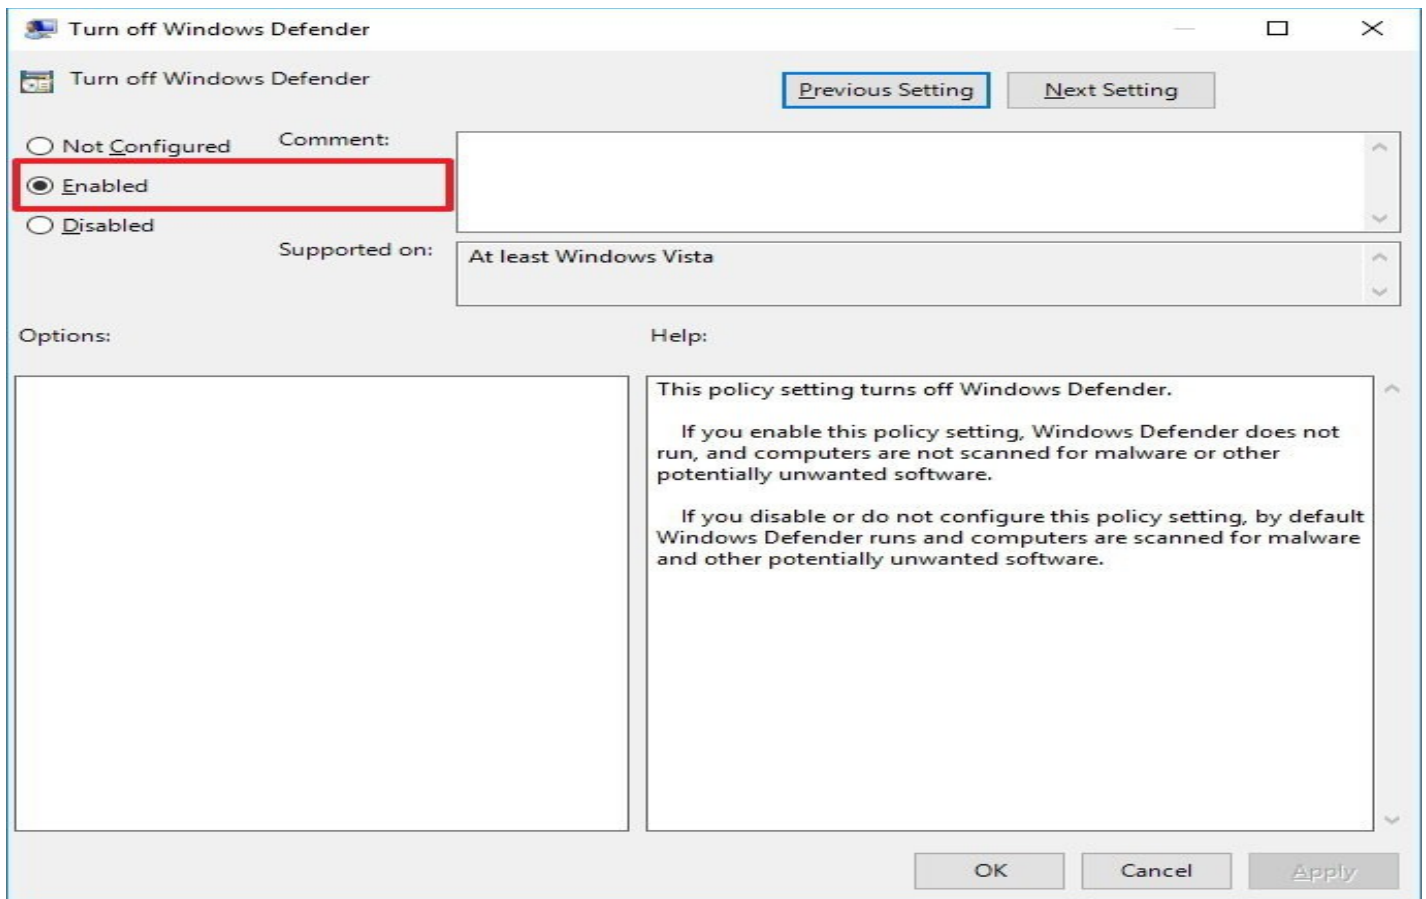 Turn off Windows Defender
Turn off Windows Defender
Previous Setting
Next Setting
Not Configured
Comment:
Enabled
Disabled
Supported on:
At least Windows Vista
Options:
Help:
This policy setting turns off Windows Defender.
If you enable this policy setting, Windows Defender does not
run, and computers are not scanned for malware or other
potentially unwanted software.
If you disable or do not configure this policy setting, by default
Windows Defender runs and computers are scanned for malware
and other potentially unwanted software.
OK
Cancel
Apply